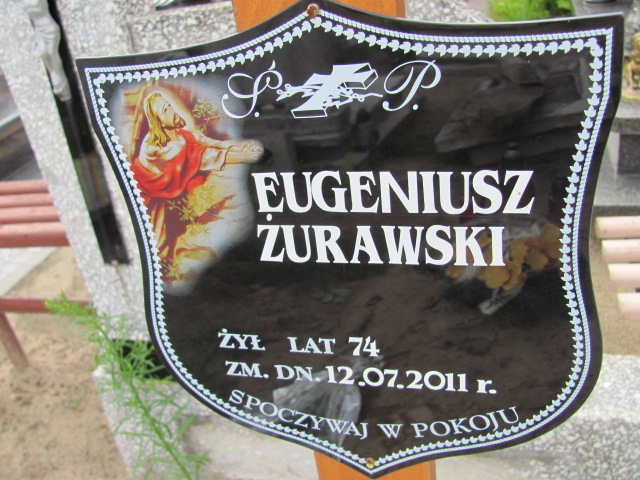 Ś. P.
EUGENIUSZ
ŻURAWSKI
ŻYŁ LAT 74
ZM. DN. 12.07.2011 r.
SPOCZYWAJ W POKOJU